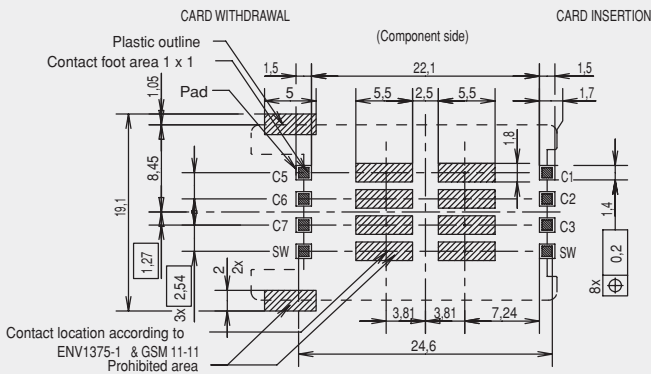 CARD WITHDRAWAL
CARD INSERTION
(Component side)
Plastic outline
Contact foot area 1 x 1
Pad
1,5
22,1
1,5
5
5,5
2,5
5,5
1,7
1,05
8,45
19,1
1,27
3x 2,54
2
2x
1,8
C5
C1
C6
C2
C7
C3
SW
SW
1,4
8x
0,2
3,81
3,81
7,24
24,6
Contact location according to
ENV1375-1 & GSM 11-11
Prohibited area